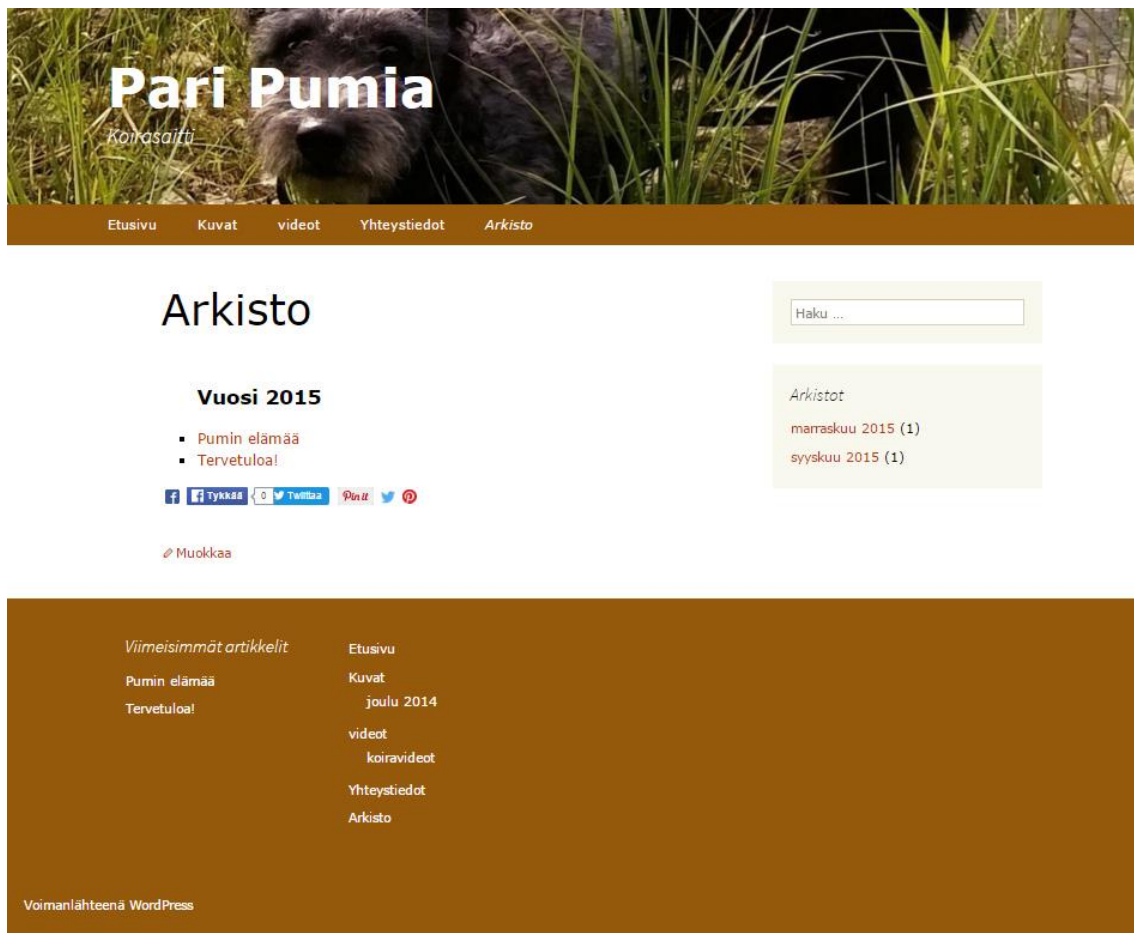 Pari Pumia
Koirasaitti
Etusivu Kuvat videot Yhteystiedot Arkisto
Arkisto
Vuosi 2015
Pumin elämää
Tervetuloa!
Tykkää 0 Twiittaa Pin it
Muokkaa
Haku ...
Arkistot
marraskuu 2015 (1)
syyskuu 2015 (1)
Viimeisimmät artikkelit
Pumin elämää
Tervetuloa!
Etusivu
Kuvat
joulu 2014
videot
koiravideot
Yhteystiedot
Arkisto
Voimanlähteenä WordPress